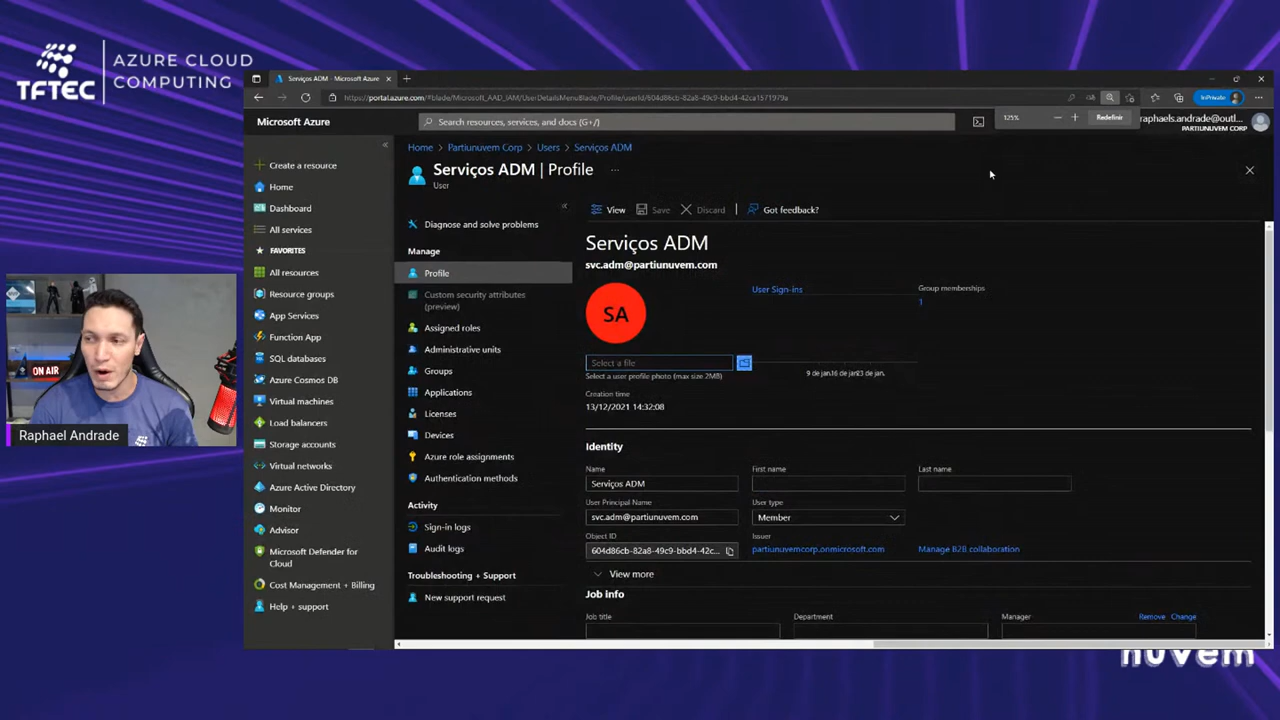 TFTEC
AZURE CLOUD
COMPUTING
Serviços ADM - Microsoft Azure
https://portal.azure.com/#blade/Microsoft_AAD_IAM/UserDetailsMenuBlade/Profile/userId/604d86cb-82a8-49c9-bbd4-42ca1571979a
InPrivate
Microsoft Azure
Search resources, services, and docs (G+/)
125%
Redefinir
raphaels.andrade@outl...
PARTIUNUVEM CORP
Create a resource
Home
Dashboard
All services
FAVORITES
All resources
Resource groups
App Services
Function App
SQL databases
Azure Cosmos DB
Virtual machines
Load balancers
Storage accounts
Virtual networks
Azure Active Directory
Monitor
Advisor
Microsoft Defender for
Cloud
Cost Management + Billing
Help + support
Home > Partiunuvem Corp > Users > Serviços ADM
Serviços ADM | Profile ...
User
Diagnose and solve problems
Manage
Profile
Custom security attributes
(preview)
Assigned roles
Administrative units
Groups
Applications
Licenses
Devices
Azure role assignments
Authentication methods
Activity
Sign-in logs
Audit logs
Troubleshooting + Support
New support request
View
Save
Discard
Got feedback?
Serviços ADM
svc.adm@partiunuvem.com
SA
User Sign-ins
Group memberships
1
Select a file
Select a user profile photo (max size 2MB)
9 de jan.16 de jan.23 de jan.
Creation time
13/12/2021 14:32:08
Identity
Name
First name
Last name
Serviços ADM
User Principal Name
User type
svc.adm@partiunuvem.com
Member
Object ID
Issuer
604d86cb-82a8-49c9-bbd4-42c...
partiunuvemcorp.onmicrosoft.com
Manage B2B collaboration
View more
Job info
Job title
Department
Manager
Remove
Change
ON AIR
Raphael Andrade
nuvem